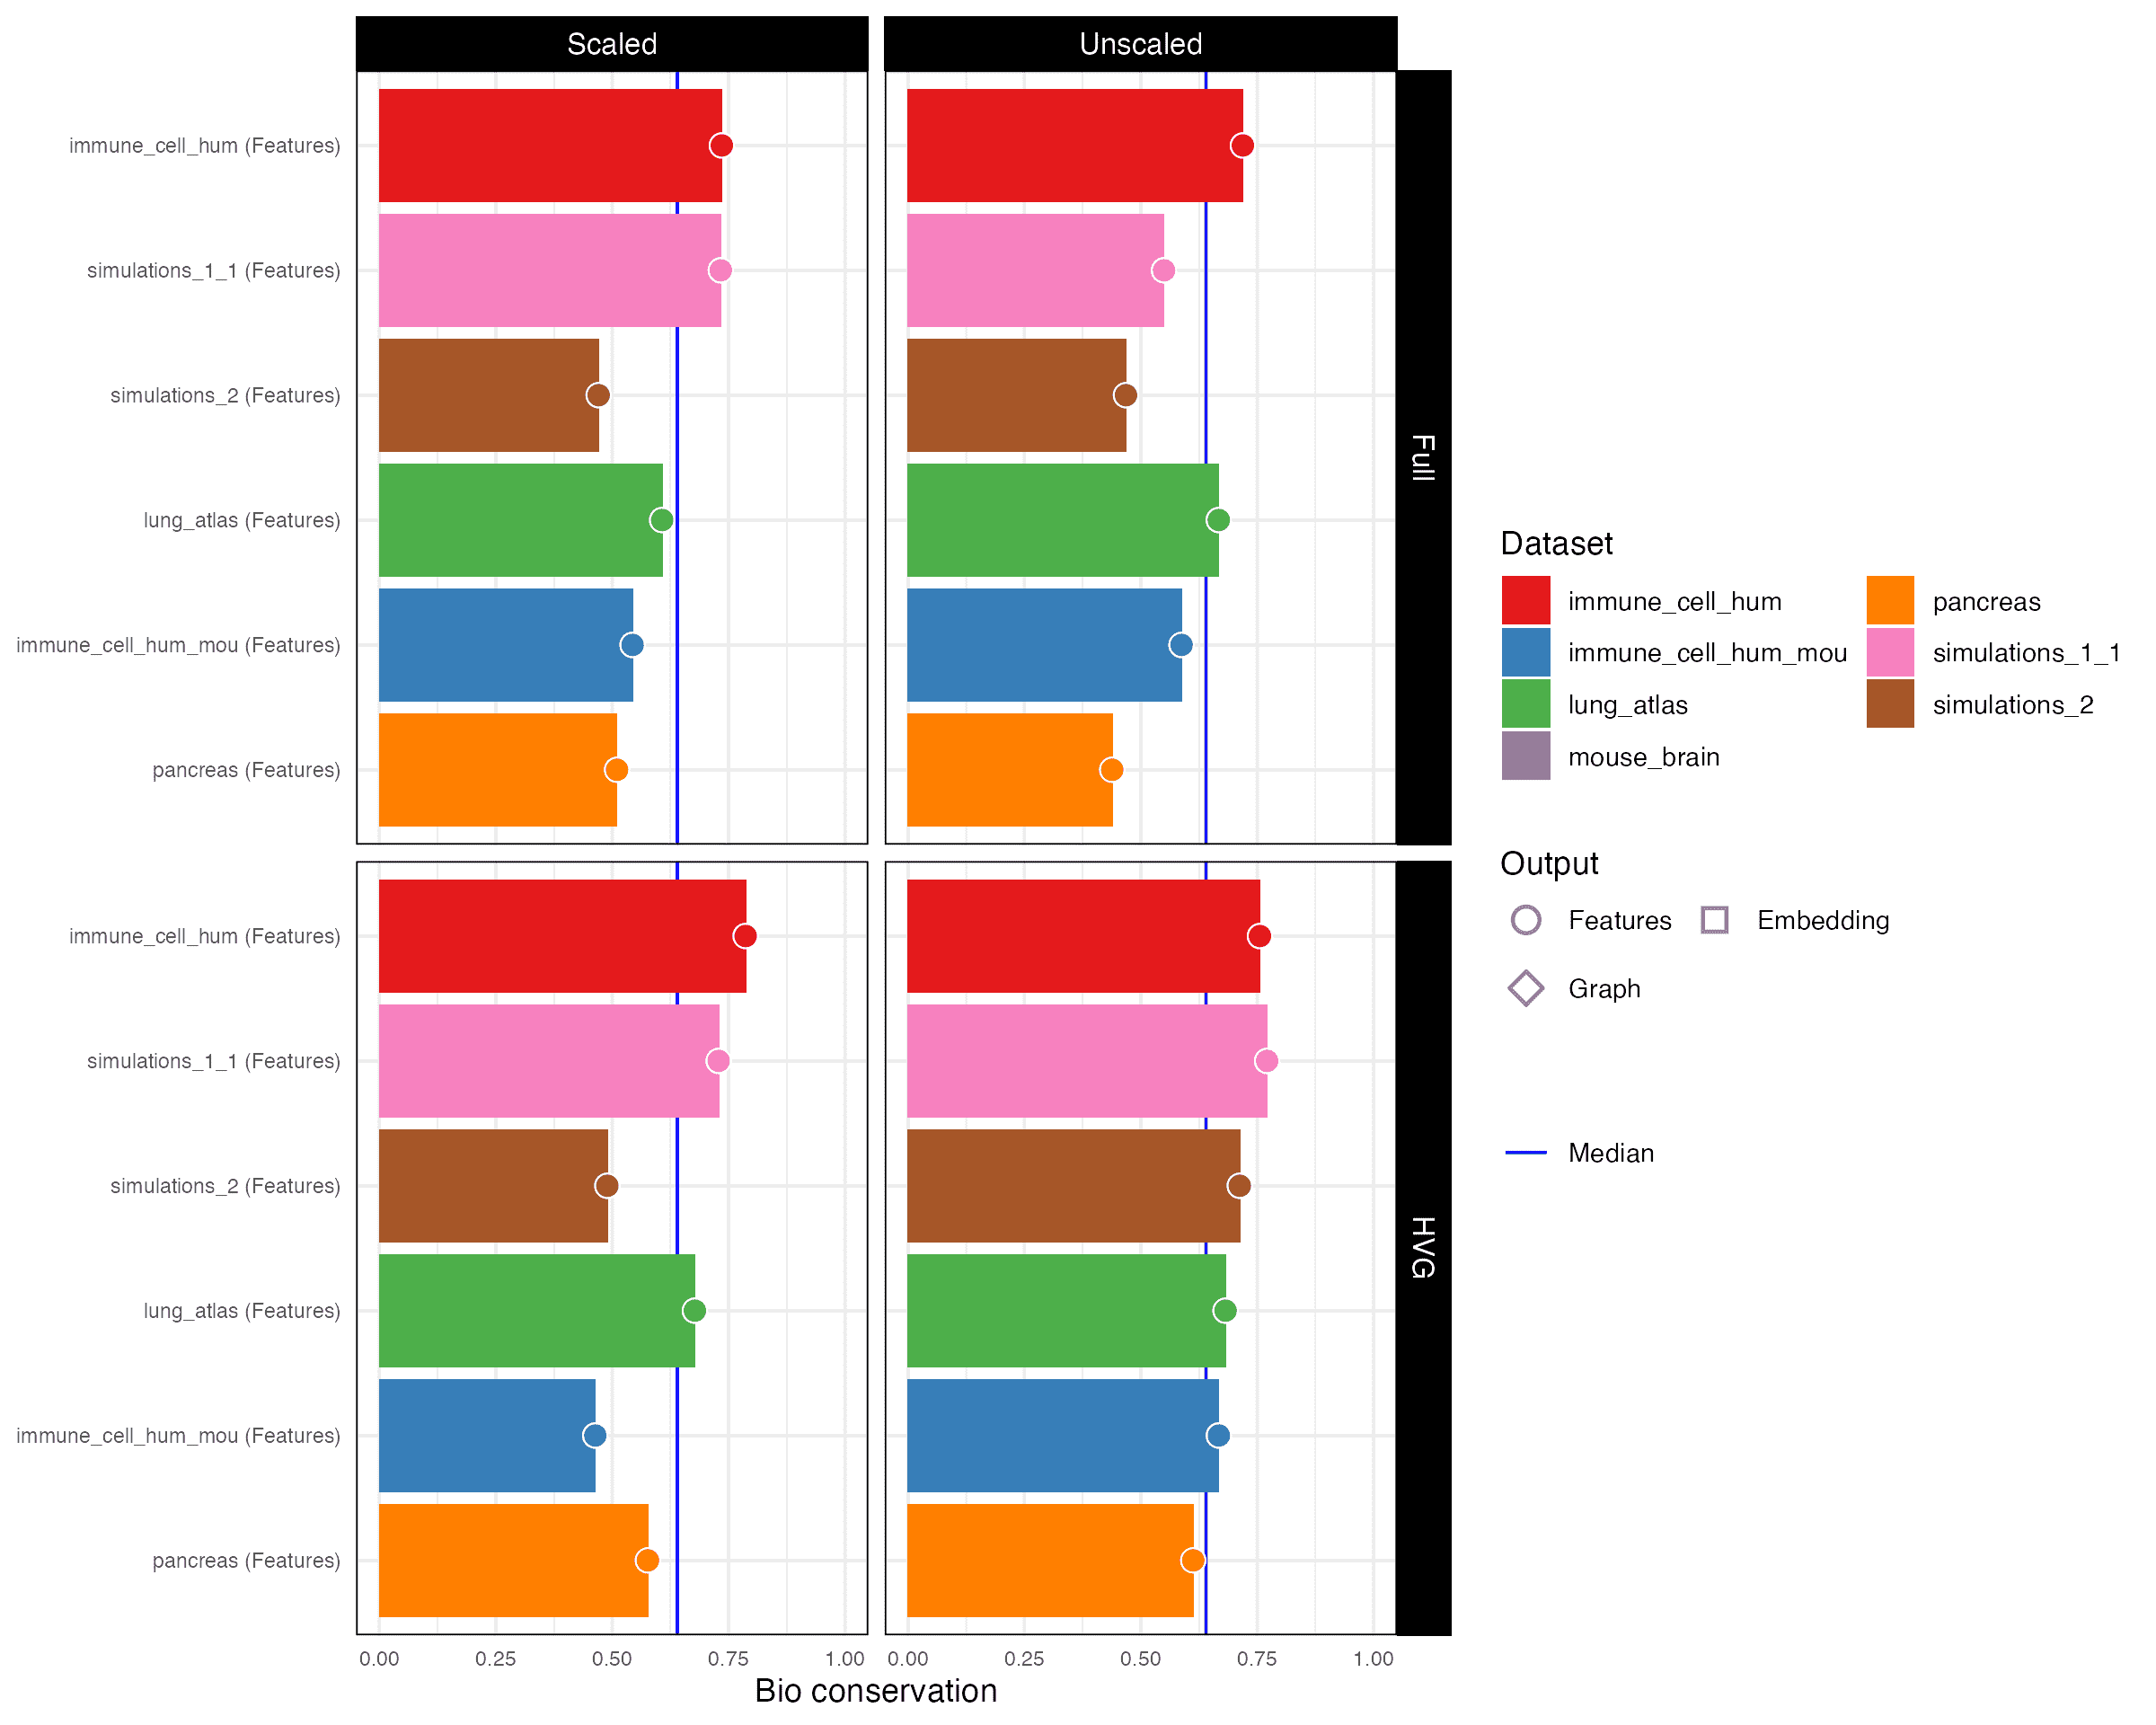 Scaled
Unscaled
Full
immune_cell_hum (Features)
simulations_1_1 (Features)
simulations_2 (Features)
lung_atlas (Features)
immune_cell_hum_mou (Features)
pancreas (Features)
HVG
immune_cell_hum (Features)
simulations_1_1 (Features)
simulations_2 (Features)
lung_atlas (Features)
immune_cell_hum_mou (Features)
pancreas (Features)
0.00 0.25 0.50 0.75 1.00
0.00 0.25 0.50 0.75 1.00
Bio conservation
Dataset
immune_cell_hum
immune_cell_hum_mou
lung_atlas
mouse_brain
pancreas
simulations_1_1
simulations_2
Output
Features
Embedding
Graph
Median